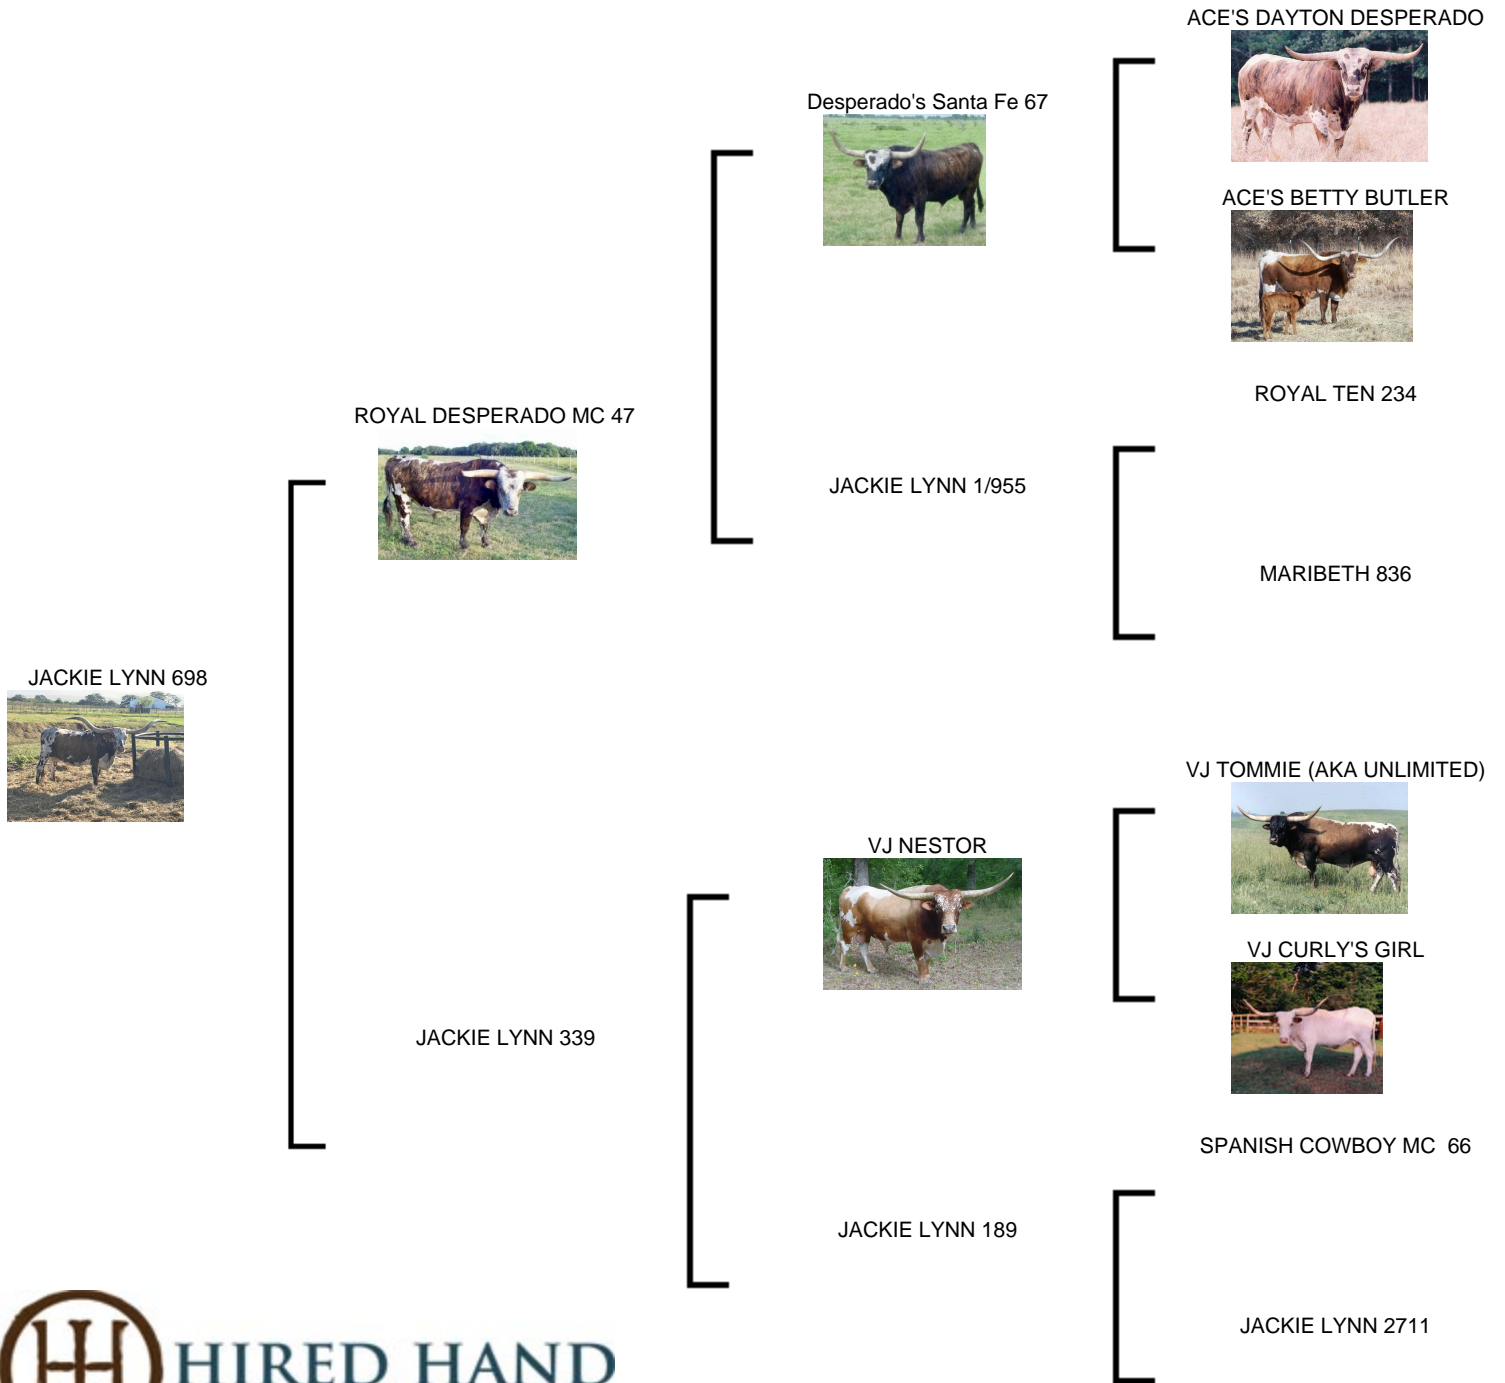 ACE'S DAYTON DESPERADO
Desperado's Santa Fe 67
ACE'S BETTY BUTLER
ROYAL TEN 234
ROYAL DESPERADO MC 47
JACKIE LYNN 1/955
MARIBETH 836
JACKIE LYNN 698
VJ TOMMIE (AKA UNLIMITED)
VJ NESTOR
VJ CURLY'S GIRL
JACKIE LYNN 339
SPANISH COWBOY MC  66
JACKIE LYNN 189
JACKIE LYNN 2711
HIRED HAND